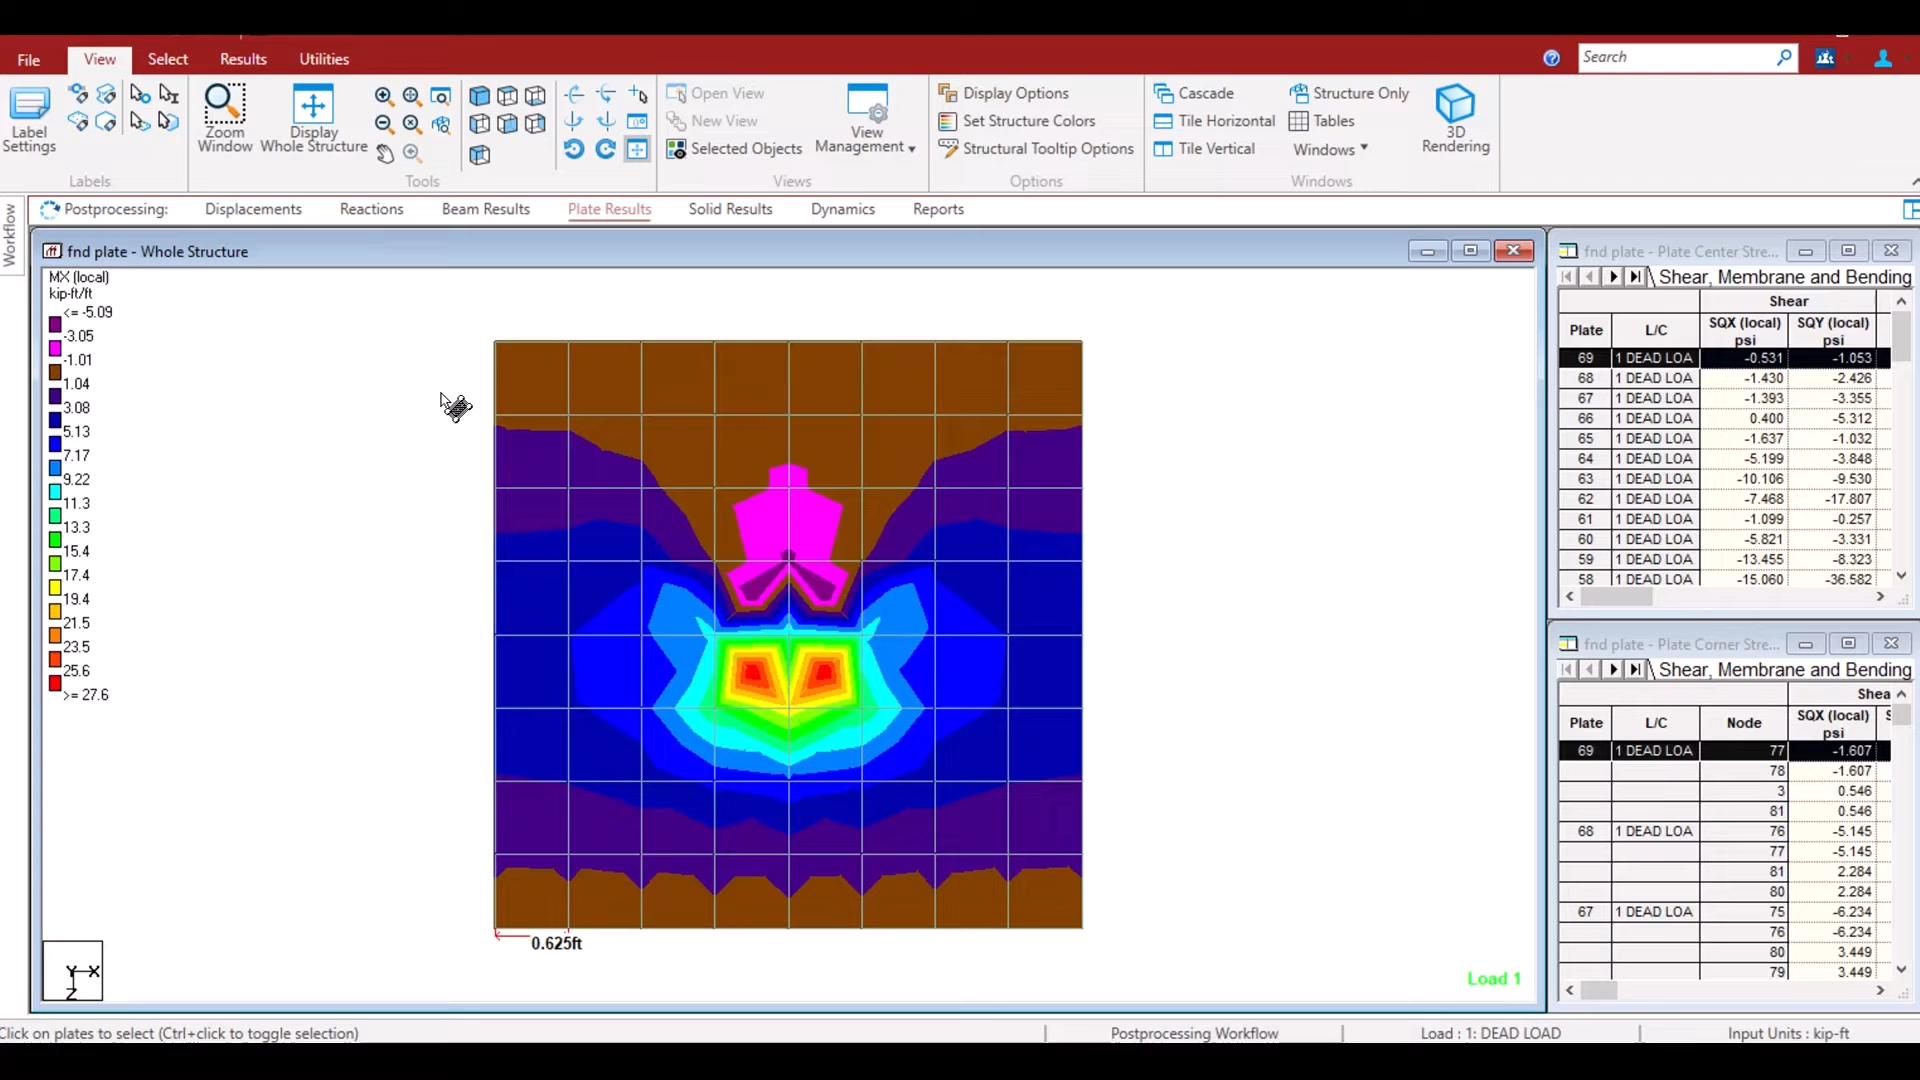 File View Select Results Utilities
Search
Label Settings
Zoom Window
Display Whole Structure
Open View
New View
Selected Objects
View Management
Display Options
Set Structure Colors
Structural Tooltip Options
Cascade
Tile Horizontal
Tile Vertical
Structure Only
Tables
Windows
3D Rendering
Labels Tools Views Options Windows
Workflow
Postprocessing: Displacements Reactions Beam Results Plate Results Solid Results Dynamics Reports
fnd plate - Whole Structure
MX (local)
kip-ft/ft
<= -5.09
-3.05
-1.01
1.04
3.08
5.13
7.17
9.22
11.3
13.3
15.4
17.4
19.4
21.5
23.5
25.6
>= 27.6
0.625ft
Y X
Z
Load 1
fnd plate - Plate Center Stre...
Shear, Membrane and Bending
Shear
Plate L/C SQX (local) psi SQY (local) psi
69 1 DEAD LOA -0.531 -1.053
68 1 DEAD LOA -1.430 -2.426
67 1 DEAD LOA -1.393 -3.355
66 1 DEAD LOA 0.400 -5.312
65 1 DEAD LOA -1.637 -1.032
64 1 DEAD LOA -5.199 -3.848
63 1 DEAD LOA -10.106 -9.530
62 1 DEAD LOA -7.468 -17.807
61 1 DEAD LOA -1.099 -0.257
60 1 DEAD LOA -5.821 -3.331
59 1 DEAD LOA -13.455 -8.323
58 1 DEAD LOA -15.060 -36.582
fnd plate - Plate Corner Stre...
Shear, Membrane and Bending
Shea
Plate L/C Node SQX (local) psi S
69 1 DEAD LOA 77 -1.607
78 -1.607
3 0.546
81 0.546
68 1 DEAD LOA 76 -5.145
77 -5.145
81 2.284
80 2.284
67 1 DEAD LOA 75 -6.234
76 -6.234
80 3.449
79 3.449
Click on plates to select (Ctrl+click to toggle selection) Postprocessing Workflow Load : 1: DEAD LOAD Input Units : kip-ft